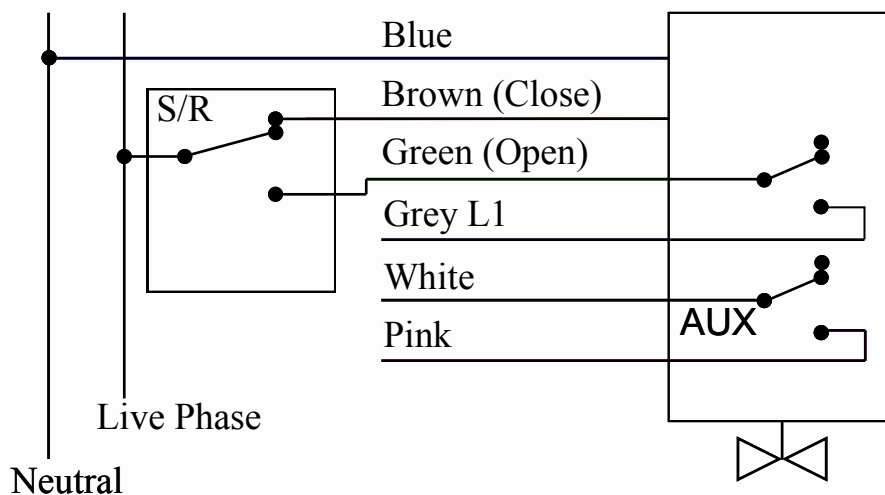 Blue
S/R
Brown (Close)
Green (Open)
Grey L1
White
AUX
Pink
Live Phase
Neutral